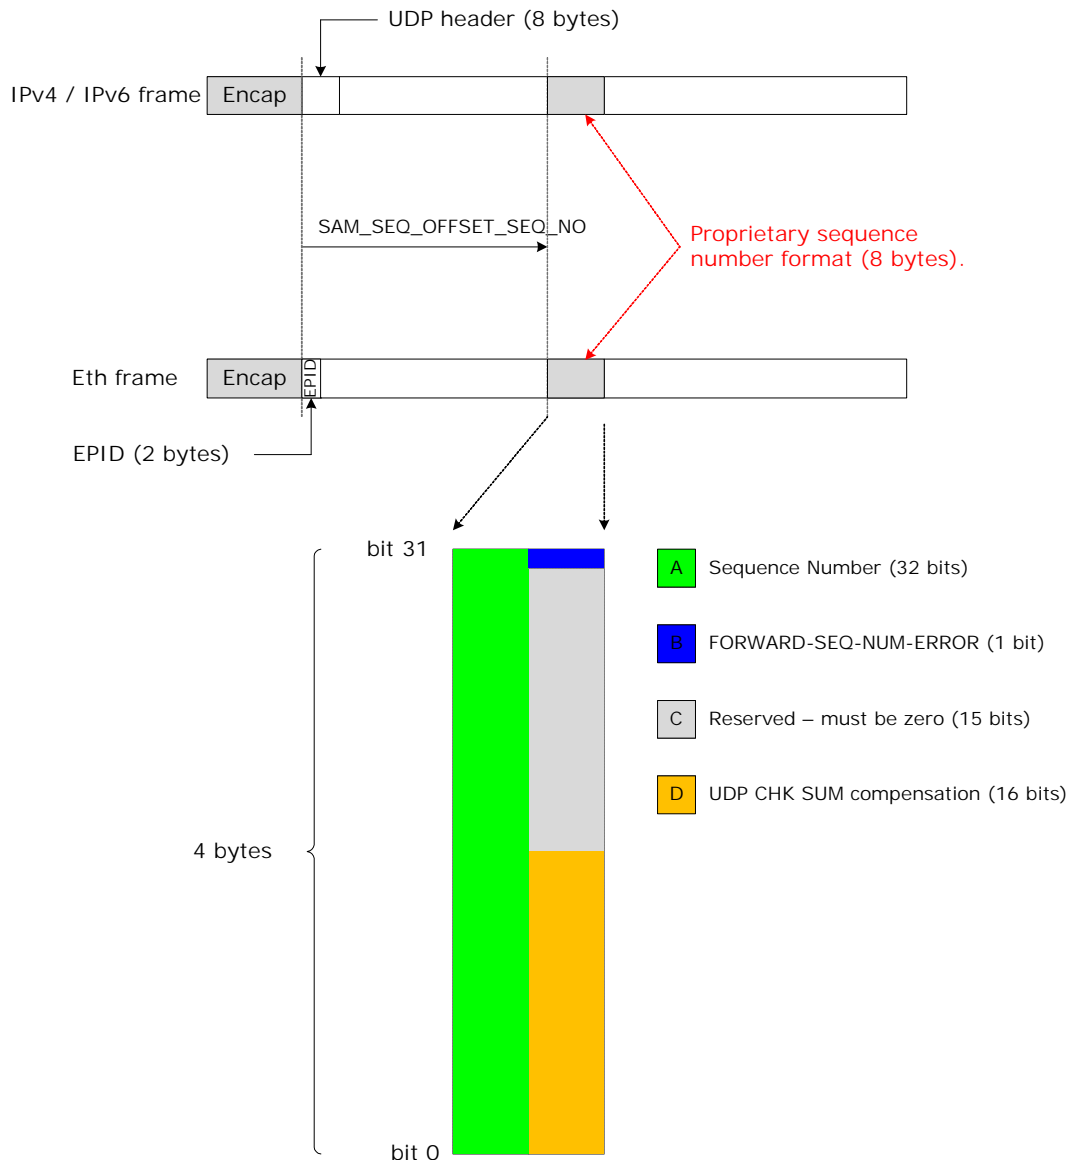 UDP header (8 bytes)
IPv4 / IPv6 frame
Encap
SAM_SEQ_OFFSET_SEQ_NO
Proprietary sequence
number format (8 bytes).
Eth frame
Encap
EPID
EPID (2 bytes)
bit 31
A
Sequence Number (32 bits)
B
FORWARD-SEQ-NUM-ERROR (1 bit)
C
Reserved – must be zero (15 bits)
D
UDP CHK SUM compensation (16 bits)
4 bytes
bit 0